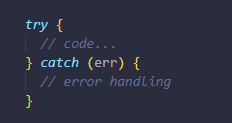 try {
  // code...
} catch (err) {
  // error handling
}